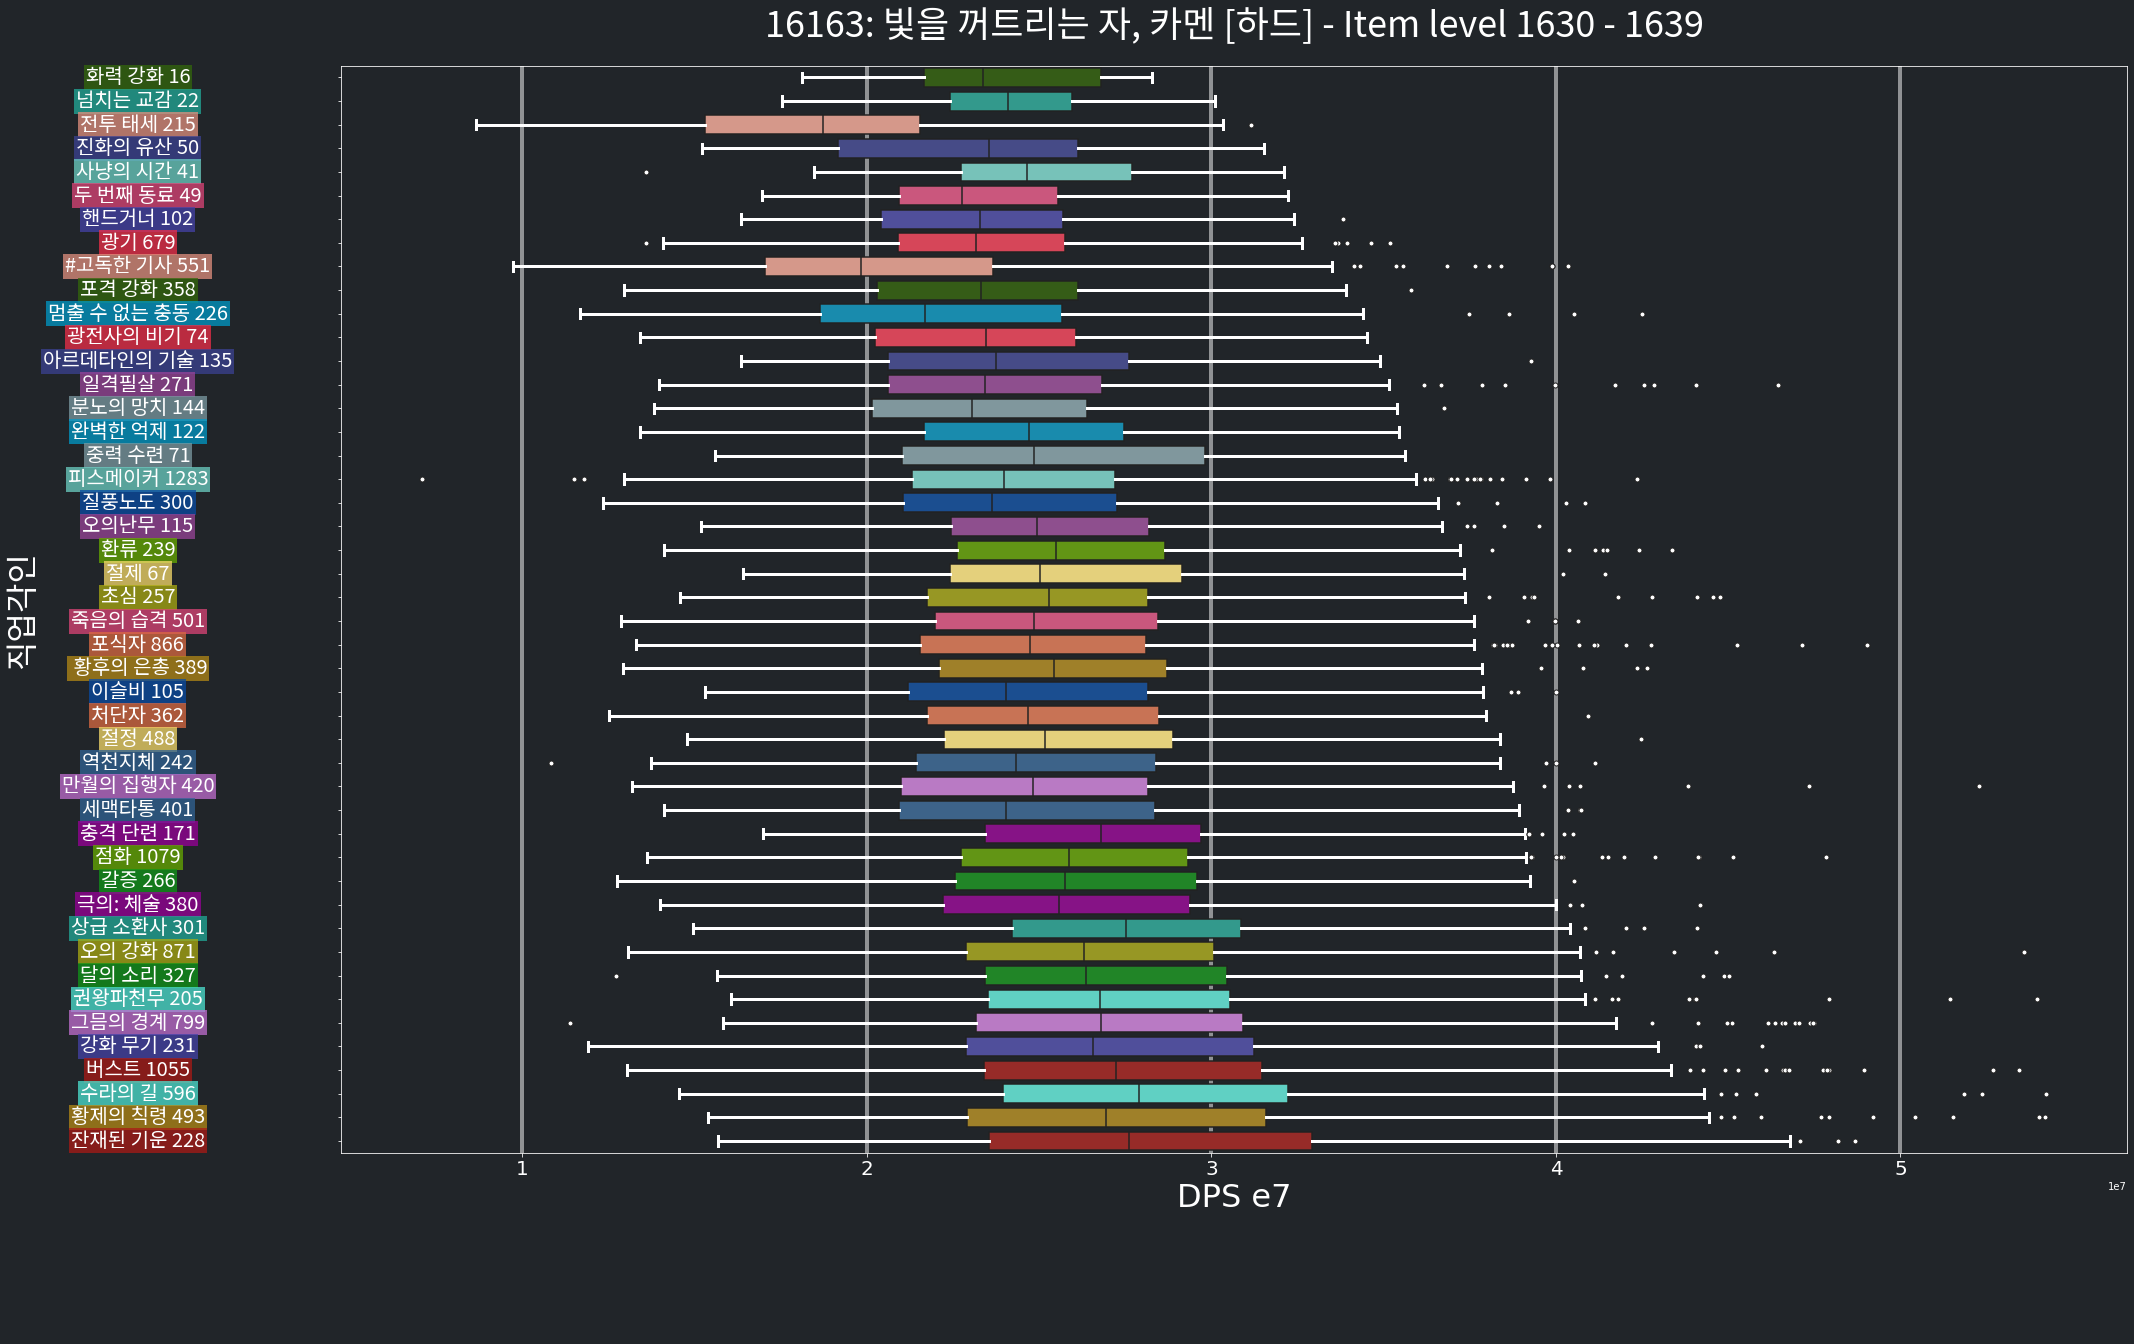 16163: 빛을 꺼트리는 자, 카멘 [하드] - Item level 1630 - 1639
직업각인
화력 강화 16
넘치는 교감 22
전투 태세 215
진화의 유산 50
사냥의 시간 41
두 번째 동료 49
핸드거너 102
광기 679
#고독한 기사 551
포격 강화 358
멈출 수 없는 충동 226
광전사의 비기 74
아르데타인의 기술 135
일격필살 271
분노의 망치 144
완벽한 억제 122
중력 수련 71
피스메이커 1283
질풍노도 300
오의난무 115
환류 239
절제 67
초심 257
죽음의 습격 501
포식자 866
황후의 은총 389
이슬비 105
처단자 362
절정 488
역천지체 242
만월의 집행자 420
세맥타통 401
충격 단련 171
점화 1079
갈증 266
극의: 체술 380
상급 소환사 301
오의 강화 871
달의 소리 327
권왕파천무 205
그믐의 경계 799
강화 무기 231
버스트 1055
수라의 길 596
황제의 칙령 493
잔재된 기운 228
1 2 3 4 5
DPS e7
1e7